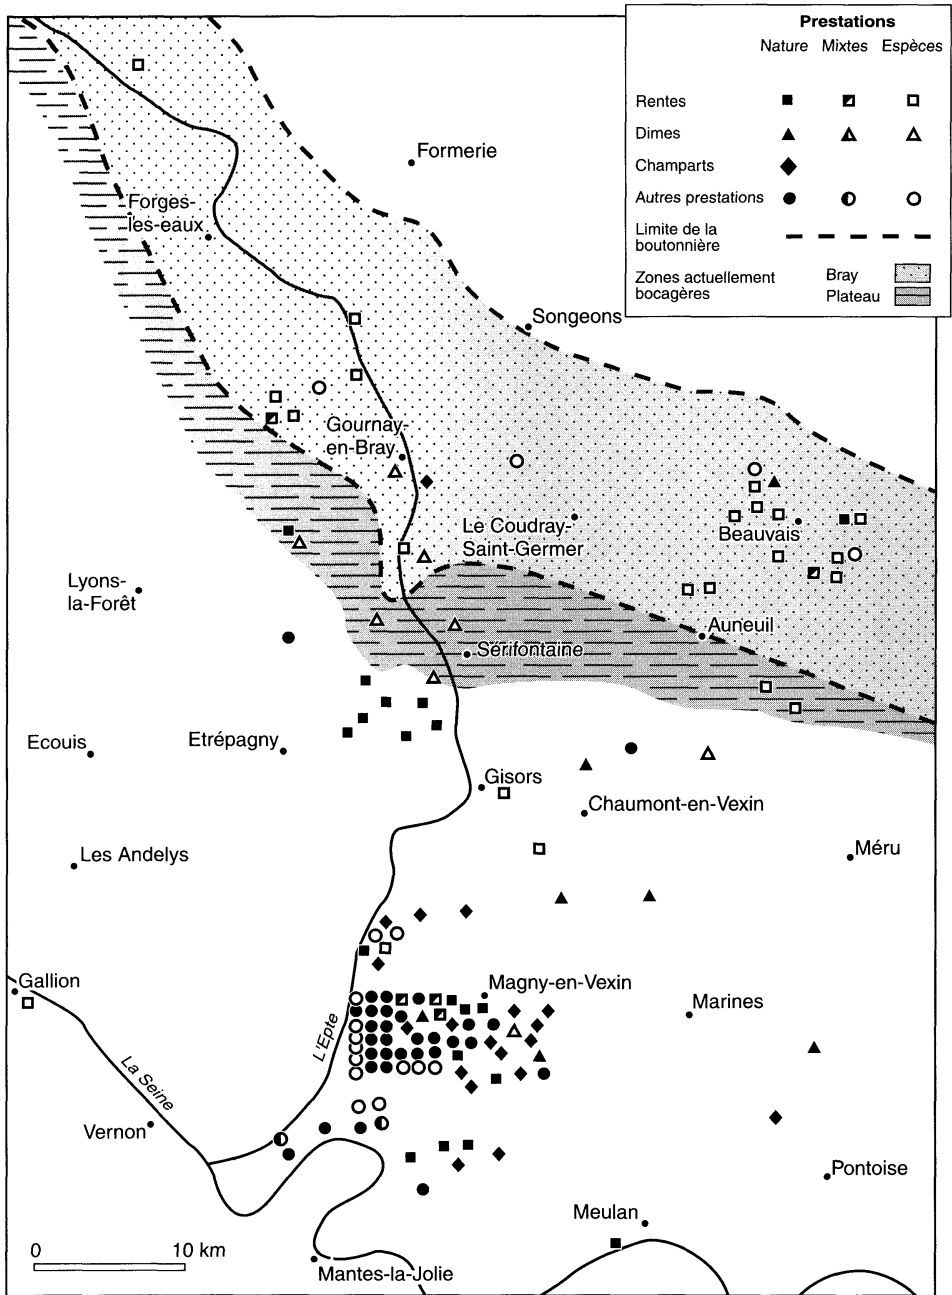 Prestations
Nature Mixtes Espèces
Rentes
Dimes
Champarts
Autres prestations
Limite de la
boutonnière
Zones actuellement
bocagères
Bray
Plateau
Formerie
Forges-
les-eaux
Songeons
Gournay-
en-Bray
Le Coudray-
Saint-Germer
Beauvais
Lyons-
la-Forêt
Auneuil
Sérifontaine
Ecouis
Etrépagny
Gisors
Chaumont-en-Vexin
Les Andelys
Méru
Gallion
Magny-en-Vexin
Marines
L'Epte
La Seine
Vernon
Pontoise
Meulan
0 10 km
Mantes-la-Jolie